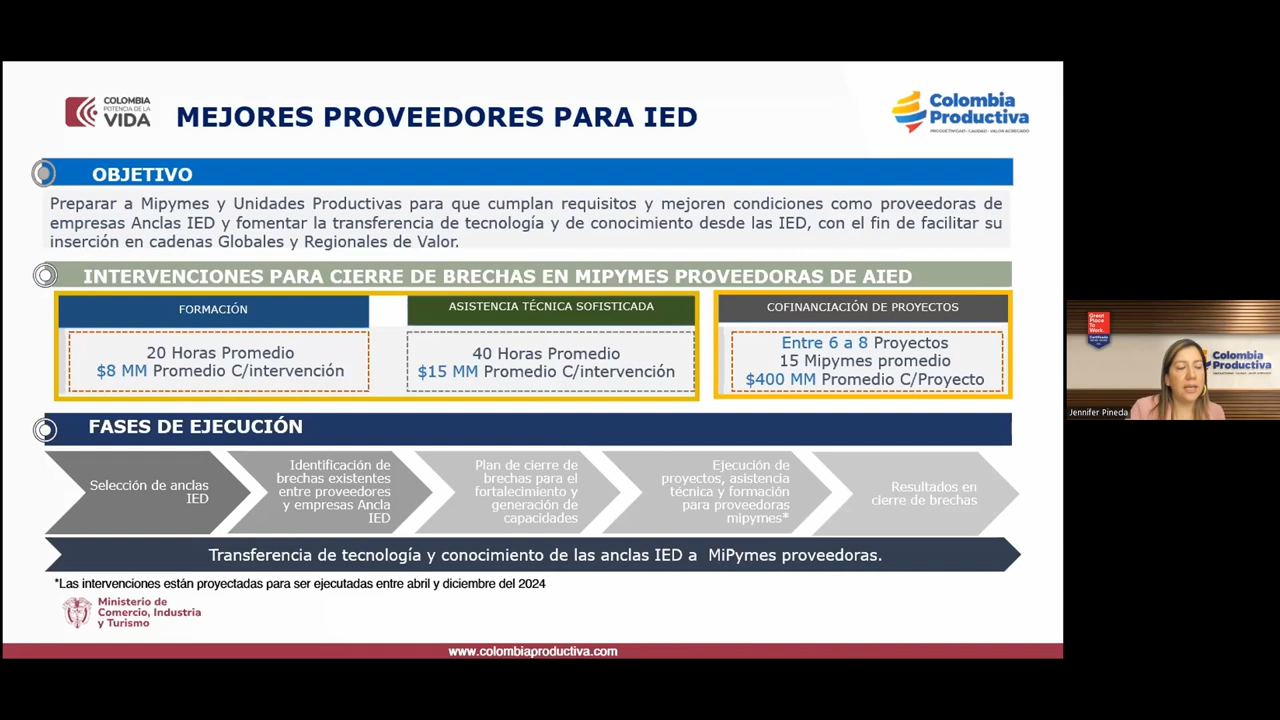 COLOMBIA
POTENCIA DE LA
VIDA
MEJORES PROVEEDORES PARA IED
Colombia
Productiva
PRODUCTIVIDAD • CALIDAD • VALOR AGREGADO
OBJETIVO
Preparar a Mipymes y Unidades Productivas para que cumplan requisitos y mejoren condiciones como proveedoras de
empresas Anclas IED y fomentar la transferencia de tecnología y de conocimiento desde las IED, con el fin de facilitar su
inserción en cadenas Globales y Regionales de Valor.
INTERVENCIONES PARA CIERRE DE BRECHAS EN MIPYMES PROVEEDORAS DE AIED
FORMACIÓN
20 Horas Promedio
$8 MM Promedio C/intervención
ASISTENCIA TÉCNICA SOFISTICADA
40 Horas Promedio
$15 MM Promedio C/intervención
COFINANCIACIÓN DE PROYECTOS
Entre 6 a 8 Proyectos
15 Mipymes promedio
$400 MM Promedio C/Proyecto
FASES DE EJECUCIÓN
Selección de anclas
IED
Identificación de
brechas existentes
entre proveedores
y empresas Ancla
IED
Plan de cierre de
brechas para el
fortalecimiento y
generación de
capacidades
Ejecución de
proyectos, asistencia
técnica y formación
para proveedoras
mipymes*
Resultados en
cierre de brechas
Transferencia de tecnología y conocimiento de las anclas IED a MiPymes proveedoras.
*Las intervenciones están proyectadas para ser ejecutadas entre abril y diciembre del 2024
Ministerio de
Comercio, Industria
y Turismo
www.colombiaproductiva.com
Great
Place
To
Work.
Colombia
Productiva
Jennifer Pineda